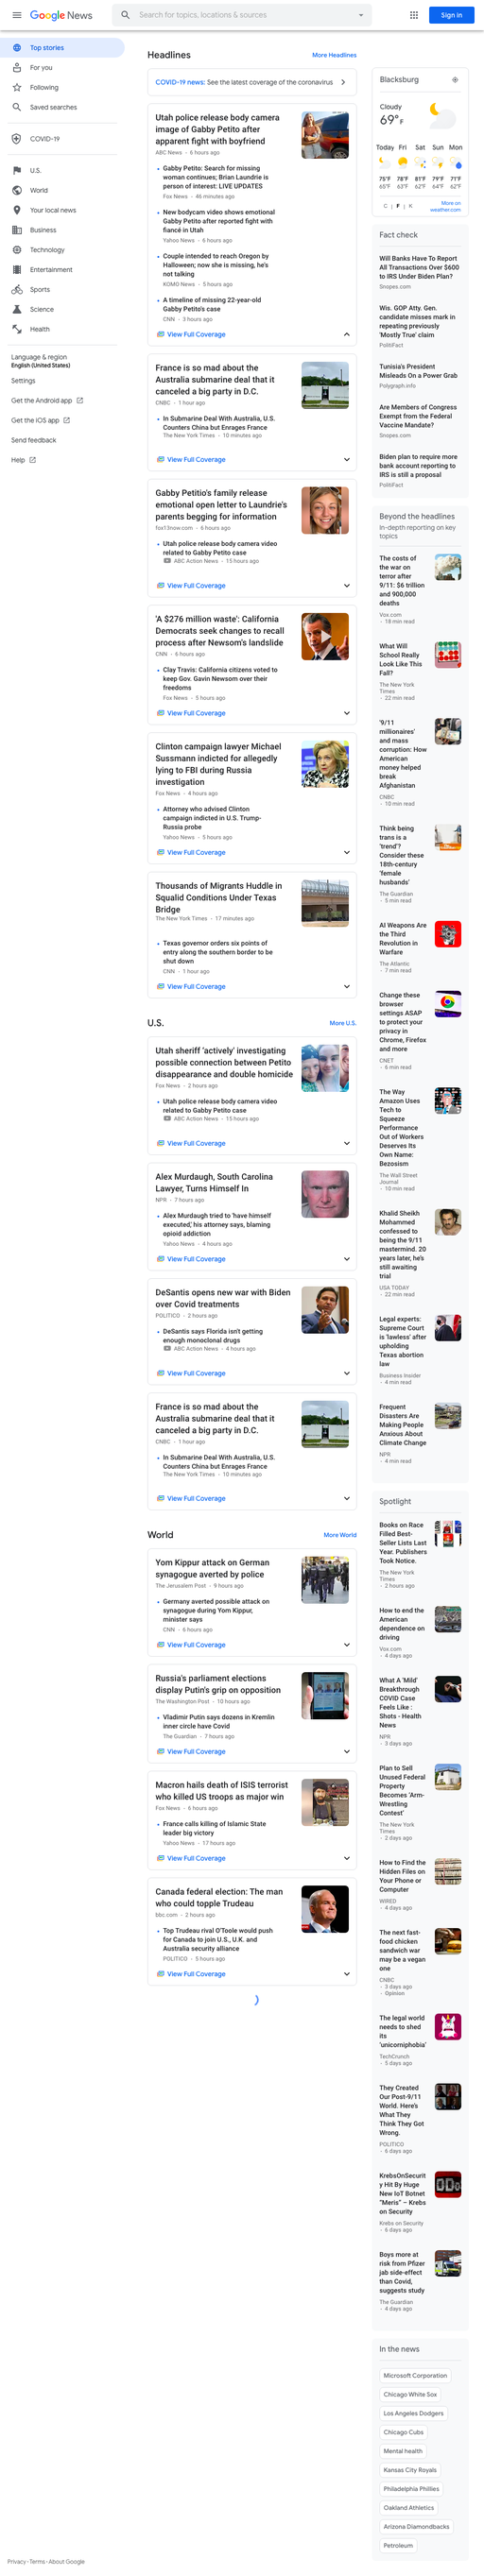 Google News
Search for topics, locations & sources
Sign in
Top stories
For you
Following
Saved searches
COVID-19
U.S.
World
Your local news
Business
Technology
Entertainment
Sports
Science
Health
Language & region
English (United States)
Settings
Get the Android app
Get the iOS app
Send feedback
Help
Headlines
More Headlines
COVID-19 news: See the latest coverage of the coronavirus
Utah police release body camera
image of Gabby Petito after
apparent fight with boyfriend
ABC News · 6 hours ago
Gabby Petito: Search for missing
woman continues; Brian Laundrie is
person of interest: LIVE UPDATES
Fox News · 46 minutes ago
New bodycam video shows emotional
Gabby Petito after reported fight with
fiancé in Utah
Yahoo News · 6 hours ago
Couple intended to reach Oregon by
Halloween; now she is missing, he's
not talking
KGMG News · 5 hours ago
A timeline of missing 22-year-old
Gabby Petito's case
CNN · 3 hours ago
View Full Coverage
France is so mad about the
Australia submarine deal that it
canceled a big party in D.C.
CNBC · 1 hour ago
In Submarine Deal With Australia, U.S.
Counters China but Enrages France
The New York Times · 10 minutes ago
View Full Coverage
Gabby Petitio's family release
emotional open letter to Laundrie's
parents begging for information
fox13now.com · 6 hours ago
Utah police release body camera video
related to Gabby Petito case
ABC Action News · 15 hours ago
View Full Coverage
'A $276 million waste': California
Democrats seek changes to recall
process after Newsom's landslide
CNN · 6 hours ago
Clay Travis: California citizens voted to
keep Gov. Gavin Newsom over their
freedoms
Fox News · 5 hours ago
View Full Coverage
Clinton campaign lawyer Michael
Sussmann indicted for allegedly
lying to FBI during Russia
investigation
Fox News · 4 hours ago
Attorney who advised Clinton
campaign indicted in U.S. Trump-
Russia probe
Yahoo News · 5 hours ago
View Full Coverage
Thousands of Migrants Huddle in
Squalid Conditions Under Texas
Bridge
The New York Times · 17 minutes ago
Texas governor orders six points of
entry along the southern border to be
shut down
CNN · 1 hour ago
View Full Coverage
U.S.
More U.S.
Utah sheriff 'actively' investigating
possible connection between Petito
disappearance and double homicide
Fox News · 2 hours ago
Utah police release body camera video
related to Gabby Petito case
ABC Action News · 15 hours ago
View Full Coverage
Alex Murdaugh, South Carolina
Lawyer, Turns Himself In
NPR · 7 hours ago
Alex Murdaugh tried to 'have himself
executed,' his attorney says, blaming
opioid addiction
Yahoo News · 4 hours ago
View Full Coverage
DeSantis opens new war with Biden
over Covid treatments
POLITICO · 2 hours ago
DeSantis says Florida isn't getting
enough monoclonal drugs
ABC Action News · 4 hours ago
View Full Coverage
France is so mad about the
Australia submarine deal that it
canceled a big party in D.C.
CNBC · 1 hour ago
In Submarine Deal With Australia, U.S.
Counters China but Enrages France
The New York Times · 10 minutes ago
View Full Coverage
World
More World
Yom Kippur attack on German
synagogue averted by police
The Jerusalem Post · 9 hours ago
Germany averted possible attack on
synagogue during Yom Kippur,
minister says
CNN · 6 hours ago
View Full Coverage
Russia's parliament elections
display Putin's grip on opposition
The Washington Post · 10 hours ago
Vladimir Putin says dozens in Kremlin
inner circle have Covid
The Guardian · 7 hours ago
View Full Coverage
Macron hails death of ISIS terrorist
who killed US troops as major win
Fox News · 6 hours ago
France calls killing of Islamic State
leader big victory
Yahoo News · 17 hours ago
View Full Coverage
Canada federal election: The man
who could topple Trudeau
bbc.com · 2 hours ago
Top Trudeau rival O'Toole would push
for Canada to join U.S., U.K. and
Australia security alliance
POLITICO · 5 hours ago
View Full Coverage
Blacksburg
Cloudy
69°F
Today Fri Sat Sun Mon
75°F 78°F 81°F 79°F 71°F
65°F 63°F 62°F 64°F 62°F
C | F | K
More on
weather.com
Fact check
Will Banks Have To Report
All Transactions Over $600
to IRS Under Biden Plan?
Snopes.com
Wis. GOP Atty. Gen.
candidate misses mark in
repeating previously
'Mostly True' claim
PolitiFact
Tunisia's President
Misleads On a Power Grab
Polygraph.info
Are Members of Congress
Exempt from the Federal
Vaccine Mandate?
Snopes.com
Biden plan to require more
bank account reporting to
IRS is still a proposal
PolitiFact
Beyond the headlines
In-depth reporting on key
topics
The costs of
the war on
terror after
9/11: $6 trillion
and 900,000
deaths
Vox.com
· 18 min read
What Will
School Really
Look Like This
Fall?
The New York
Times
· 22 min read
'9/11
millionaires'
and mass
corruption: How
American
money helped
break
Afghanistan
CNBC
· 10 min read
Think being
trans is a
'trend'?
Consider these
18th-century
'female
husbands'
The Guardian
· 5 min read
AI Weapons Are
the Third
Revolution in
Warfare
The Atlantic
· 7 min read
Change these
browser
settings ASAP
to protect your
privacy in
Chrome, Firefox
and more
CNET
· 6 min read
The Way
Amazon Uses
Tech to
Squeeze
Performance
Out of Workers
Deserves Its
Own Name:
Bezosism
The Wall Street
Journal
· 10 min read
Khalid Sheikh
Mohammed
confessed to
being the 9/11
mastermind. 20
years later, he's
still awaiting
trial
USA TODAY
· 22 min read
Legal experts:
Supreme Court
is 'lawless' after
upholding
Texas abortion
law
Business Insider
· 4 min read
Frequent
Disasters Are
Making People
Anxious About
Climate Change
NPR
· 4 min read
Spotlight
Books on Race
Filled Best-
Seller Lists Last
Year. Publishers
Took Notice.
The New York
Times
· 2 hours ago
How to end the
American
dependence on
driving
Vox.com
· 4 days ago
What A 'Mild'
Breakthrough
COVID Case
Feels Like :
Shots - Health
News
NPR
· 3 days ago
Plan to Sell
Unused Federal
Property
Becomes 'Arm-
Wrestling
Contest'
The New York
Times
· 2 days ago
How to Find the
Hidden Files on
Your Phone or
Computer
WIRED
· 4 days ago
The next fast-
food chicken
sandwich war
may be a vegan
one
CNBC
· 3 days ago
· Opinion
The legal world
needs to shed
its
'unicorniphobia'
TechCrunch
· 5 days ago
They Created
Our Post-9/11
World. Here's
What They
Think They Got
Wrong.
POLITICO
· 6 days ago
KrebsOnSecurit
y Hit By Huge
New IoT Botnet
"Meris" – Krebs
on Security
Krebs on Security
· 6 days ago
Boys more at
risk from Pfizer
jab side-effect
than Covid,
suggests study
The Guardian
· 4 days ago
In the news
Microsoft Corporation
Chicago White Sox
Los Angeles Dodgers
Chicago Cubs
Mental health
Kansas City Royals
Philadelphia Phillies
Oakland Athletics
Arizona Diamondbacks
Petroleum
Privacy · Terms · About Google